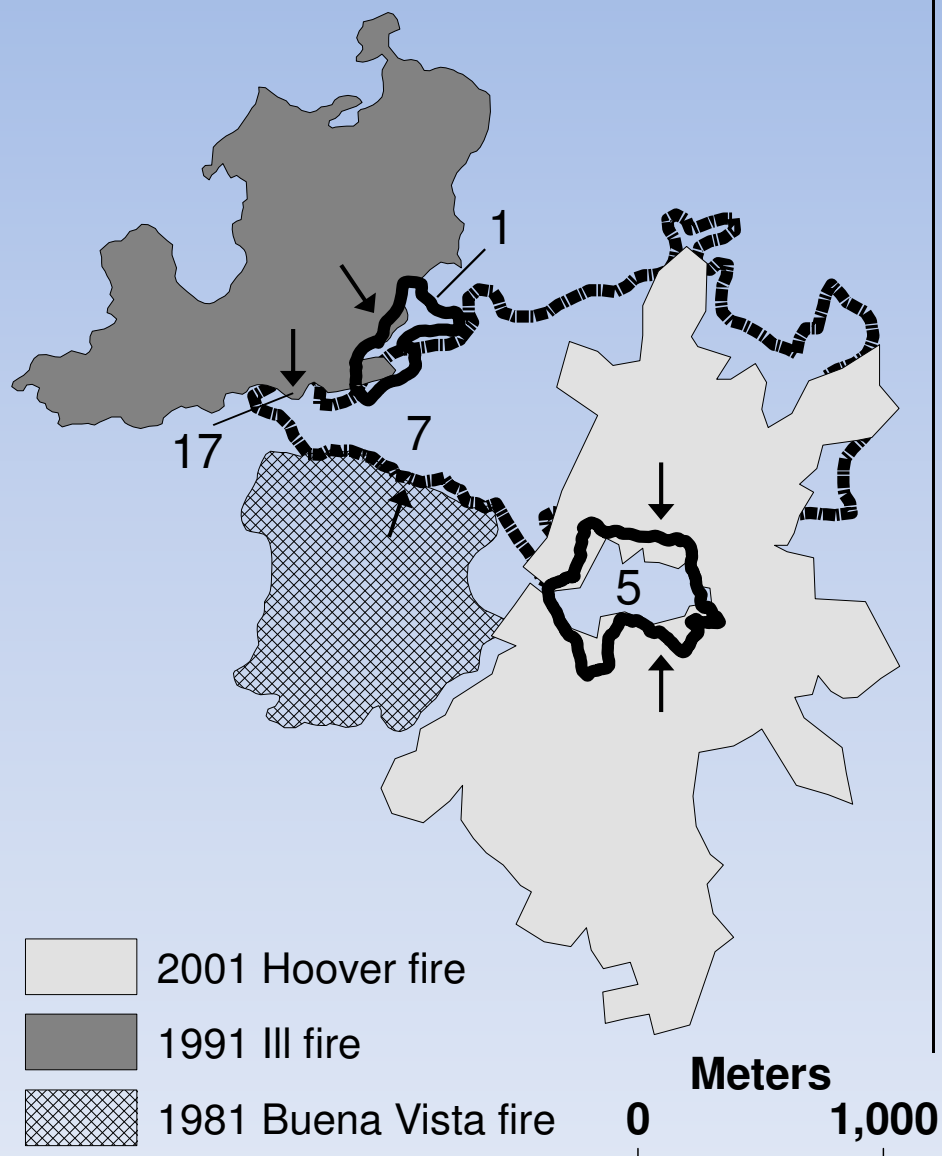 1
17
7
5
2001 Hoover fire
1991 Ill fire
1981 Buena Vista fire
Meters
0 1,000